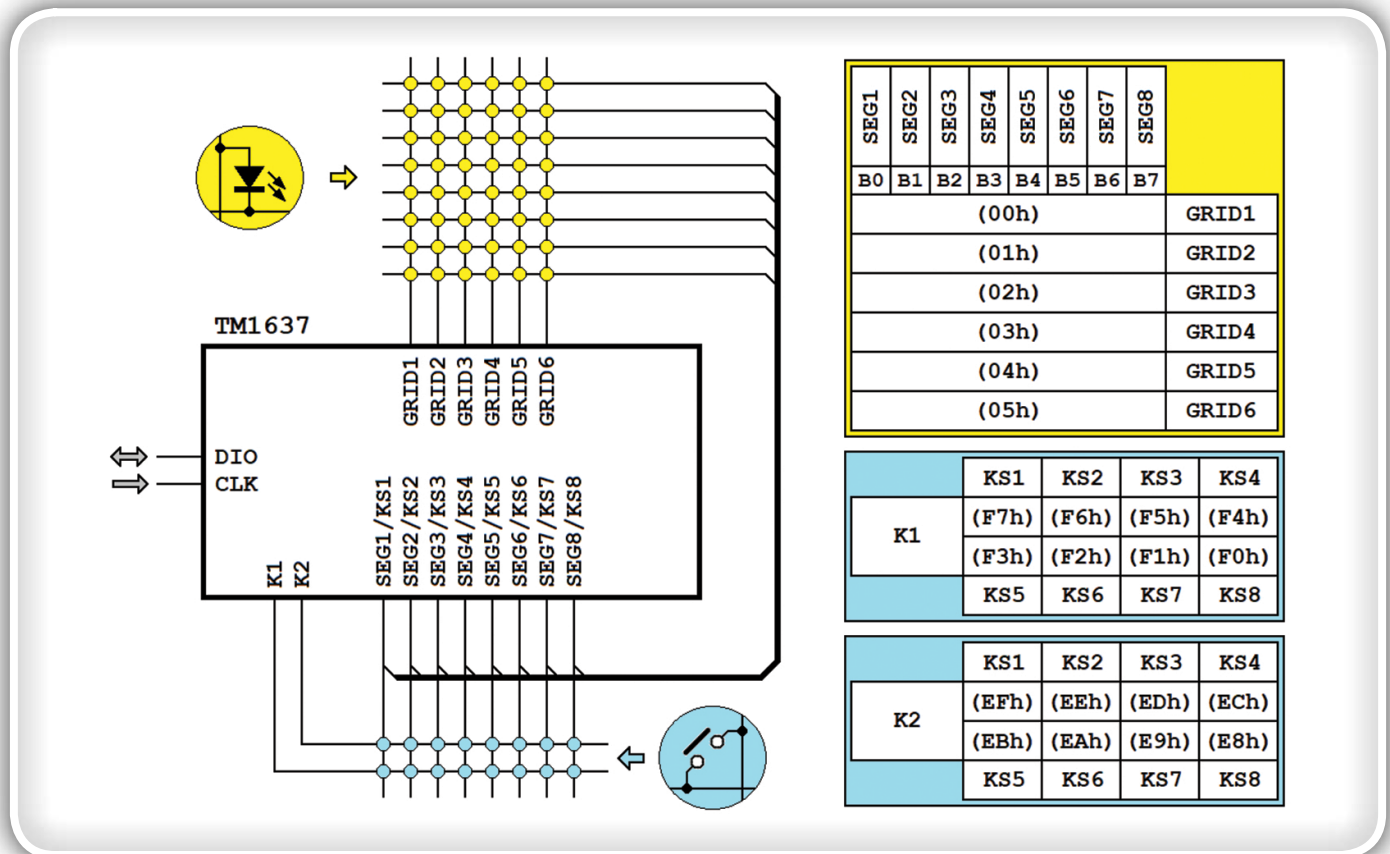 TM1637
GRID1
GRID2
GRID3
GRID4
GRID5
GRID6
DIO
CLK
K1
K2
SEG1/KS1
SEG2/KS2
SEG3/KS3
SEG4/KS4
SEG5/KS5
SEG6/KS6
SEG7/KS7
SEG8/KS8
SEG1 SEG2 SEG3 SEG4 SEG5 SEG6 SEG7 SEG8
B0 B1 B2 B3 B4 B5 B6 B7
(00h) GRID1
(01h) GRID2
(02h) GRID3
(03h) GRID4
(04h) GRID5
(05h) GRID6
KS1 KS2 KS3 KS4
K1
(F7h) (F6h) (F5h) (F4h)
(F3h) (F2h) (F1h) (F0h)
KS5 KS6 KS7 KS8
KS1 KS2 KS3 KS4
K2
(EFh) (EEh) (EDh) (ECh)
(EBh) (EAh) (E9h) (E8h)
KS5 KS6 KS7 KS8